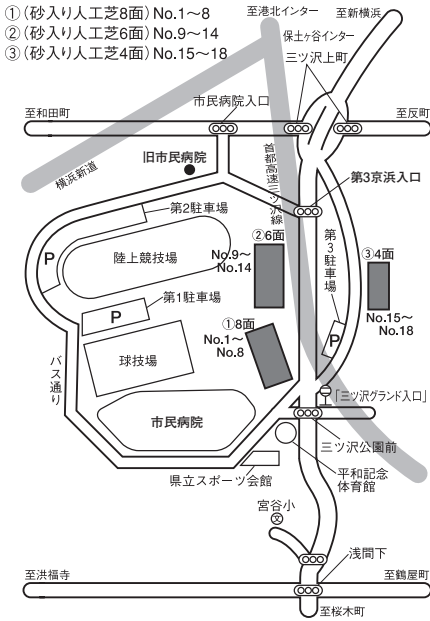 ①(砂入り人工芝8面)No.1〜8
②(砂入り人工芝6面)No.9〜14
③(砂入り人工芝4面)No.15〜18
至港北インター
至新横浜
保土ヶ谷インター
三ツ沢上町
市民病院入口
至和田町
至反町
旧市民病院
横浜新道
首都高速三ツ沢線
第3京浜入口
第2駐車場
P
陸上競技場
②6面
No.9〜
No.14
第3駐車場
③4面
No.15〜
No.18
第1駐車場
P
①8面
No.1〜
No.8
P
球技場
バス通り
「三ツ沢グランド入口」
市民病院
三ツ沢公園前
県立スポーツ会館
平和記念
体育館
宮谷小
文
浅間下
至洪福寺
至鶴屋町
至桜木町